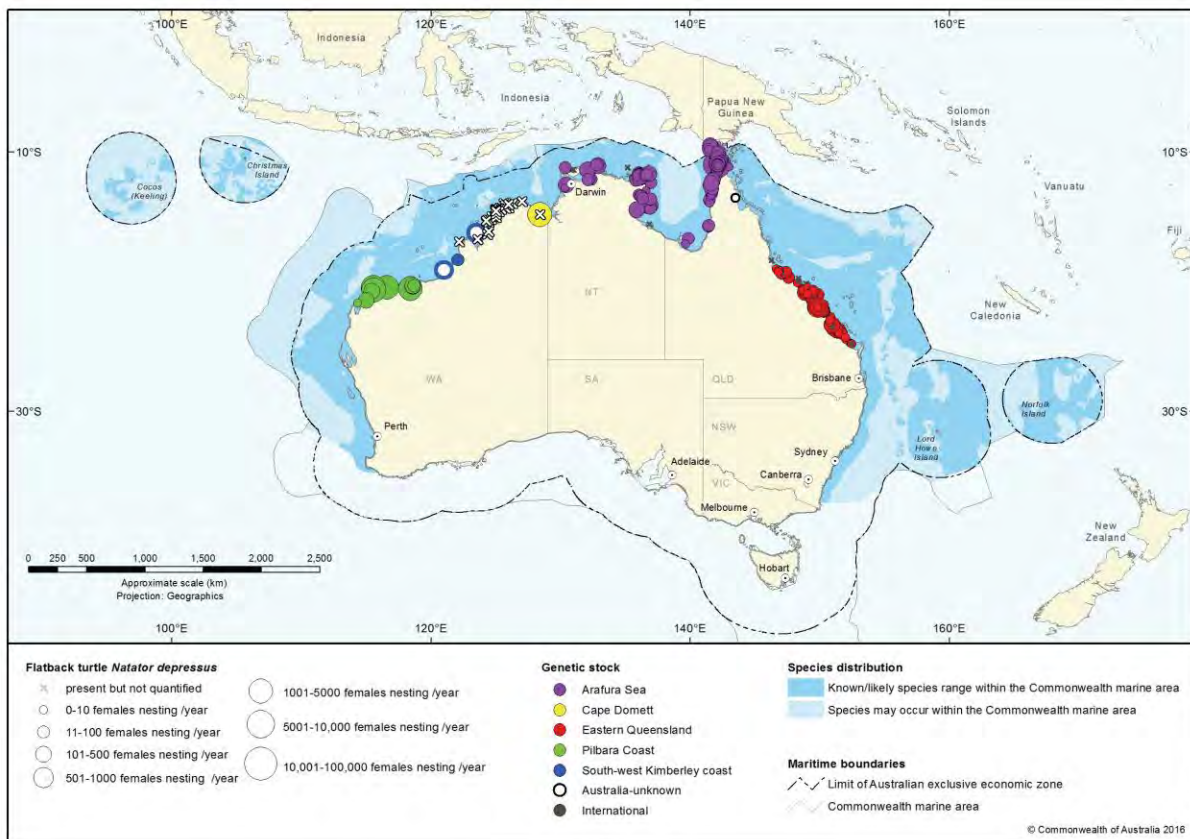 100°E 120°E 140°E 160°E
Indonesia
Indonesia
Papua New
Guinea
Solomon
Islands
10°S 10°S
Christmas
Island
Cocos
(Keeling)
Darwin
Vanuatu
Fiji
NT
New
Caledonia
WA
SA
QLD
Brisbane
30°S 30°S
Norfolk
Island
Perth
NSW
Lord
Howe
Island
Sydney
Adelaide
Canberra
VIC
Melbourne
New
Zealand
Hobart
0 250 500 1,000 1,500 2,000 2,500
Approximate scale (km)
Projection: Geographics
100°E 120°E 140°E 160°E
Flatback turtle Natator depressus
present but not quantified
0-10 females nesting /year
11-100 females nesting /year
101-500 females nesting /year
501-1000 females nesting /year
1001-5000 females nesting /year
5001-10,000 females nesting /year
10,001-100,000 females nesting /year
Genetic stock
Arafura Sea
Cape Domett
Eastern Queensland
Pilbara Coast
South-west Kimberley coast
Australia-unknown
International
Species distribution
Known/likely species range within the Commonwealth marine area
Species may occur within the Commonwealth marine area
Maritime boundaries
Limit of Australian exclusive economic zone
Commonwealth marine area
© Commonwealth of Australia 2016